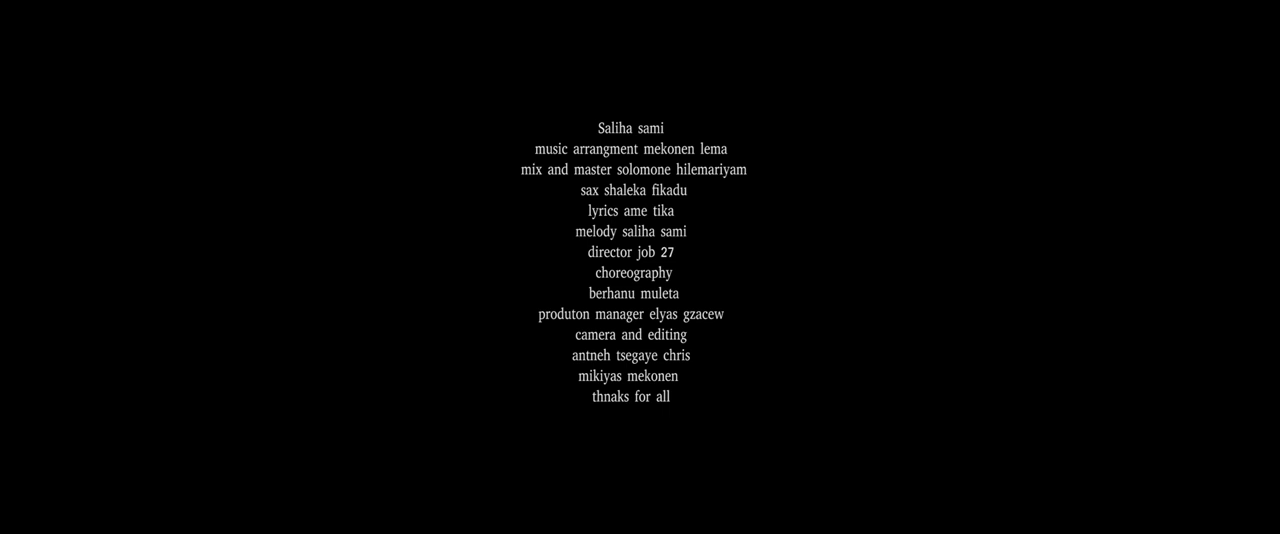 Saliha sami
music arrangment mekonen lema
mix and master solomone hilemariyam
sax shaleka fikadu
lyrics ame tika
melody saliha sami
director job 27
choreography
berhanu muleta
produton manager elyas gzacew
camera and editing
antneh tsegaye chris
mikiyas mekonen
thnaks for all